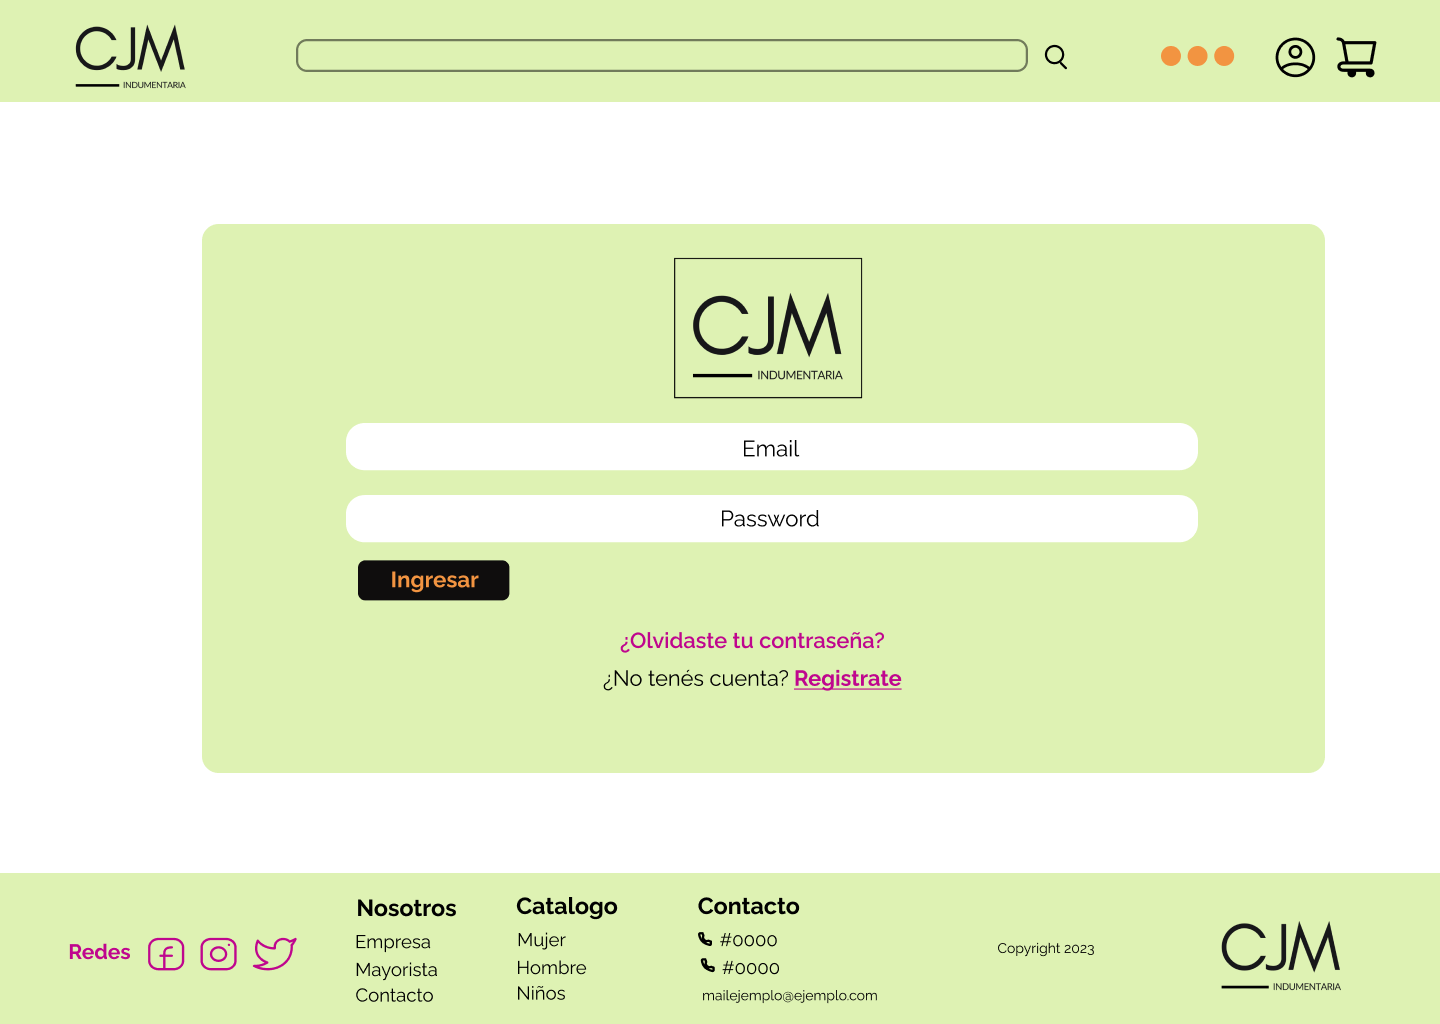 CJM
INDUMENTARIA
CJM
INDUMENTARIA
Email
Password
Ingresar
¿Olvidaste tu contraseña?
¿No tenés cuenta? Registrate
Redes
Nosotros
Empresa
Mayorista
Contacto
Catalogo
Mujer
Hombre
Niños
Contacto
#0000
#0000
mailejemplo@ejemplo.com
Copyright 2023
CJM
INDUMENTARIA